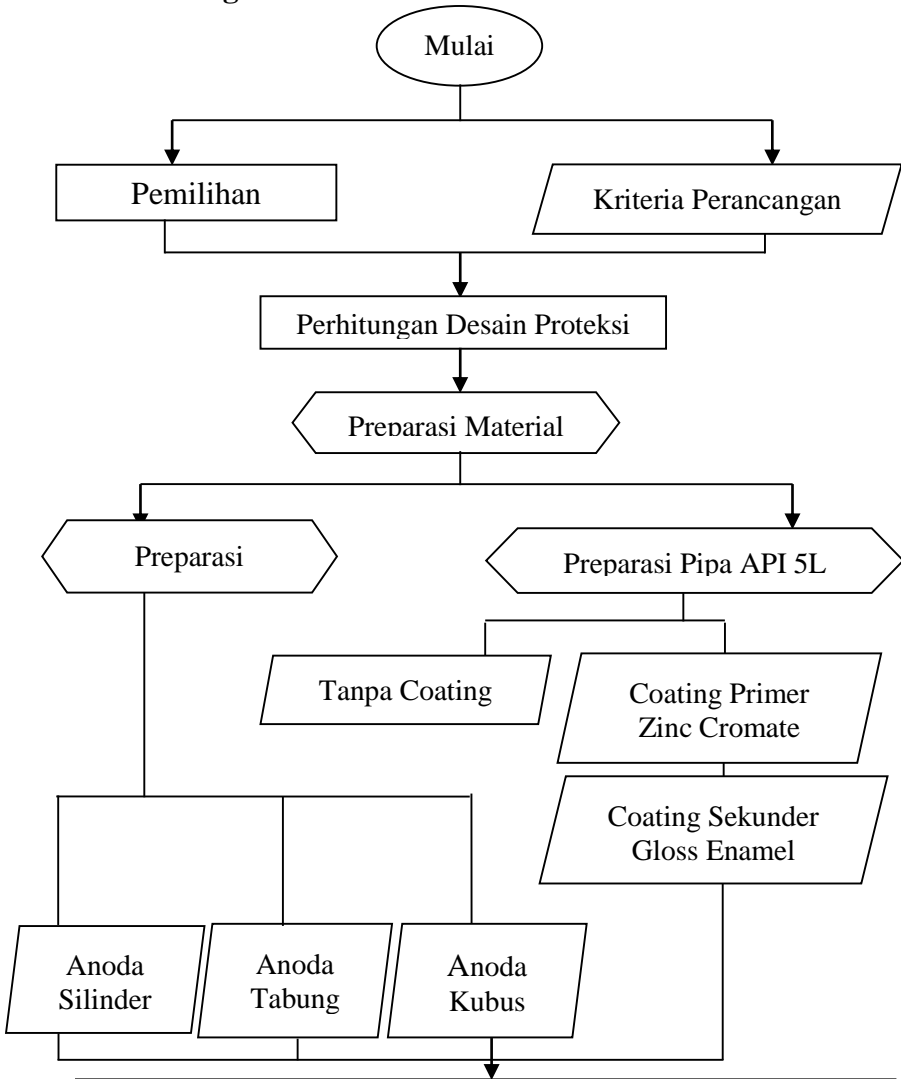 Mulai
Pemilihan
Kriteria Perancangan
Perhitungan Desain Proteksi
Preparasi Material
Preparasi
Preparasi Pipa API 5L
Tanpa Coating
Coating Primer
Zinc Cromate
Coating Sekunder
Gloss Enamel
Anoda
Silinder
Anoda
Tabung
Anoda
Kubus